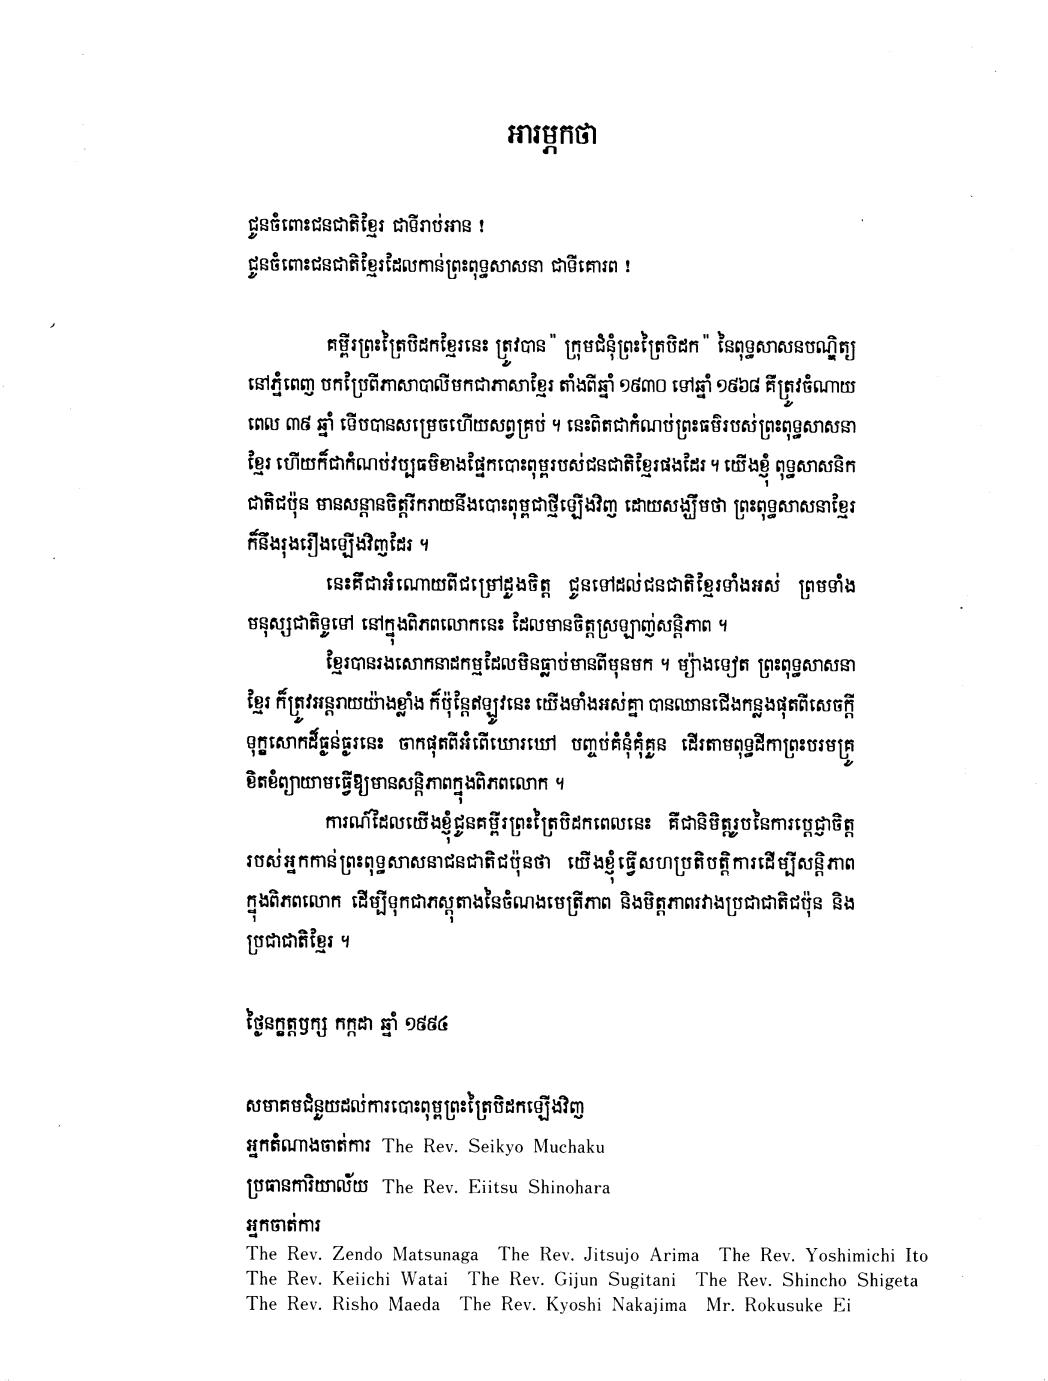 អារម្ភកថា
ជូនចំពោះជនជាតិខ្មែរ ជាទីរាប់អាន !
ជូនចំពោះជនជាតិខ្មែរដែលកាន់ព្រះពុទ្ធសាសនា ជាទីគោរព !
គម្ពីរព្រះត្រៃបិដកខ្មែរនេះ ត្រូវបាន " ក្រុមជំនុំព្រះត្រៃបិដក " នៃពុទ្ធសាសនបណ្ឌិត្យ
នៅភ្នំពេញ បកប្រែពីភាសាបាលីមកជាភាសាខ្មែរ តាំងពីឆ្នាំ ១៩៣០ ទៅឆ្នាំ ១៩៦៨ គឺត្រូវចំណាយ
ពេល ៣៩ ឆ្នាំ ទើបបានសម្រេចហើយសព្វគ្រប់ ។ នេះពិតជាកំណប់ព្រះធម៌របស់ព្រះពុទ្ធសាសនា
ខ្មែរ ហើយក៏ជាកំណប់វប្បធម៌ខាងផ្នែកបោះពុម្ពរបស់ជនជាតិខ្មែរផងដែរ ។ យើងខ្ញុំ ពុទ្ធសាសនិក
ជាតិជប៉ុន មានសន្តានចិត្តរីករាយនឹងបោះពុម្ពជាថ្មីឡើងវិញ ដោយសង្ឃឹមថា ព្រះពុទ្ធសាសនាខ្មែរ
ក៏នឹងរុងរឿងឡើងវិញដែរ ។
នេះគឺជាអំណោយពីជម្រៅដួងចិត្ត ជូនទៅដល់ជនជាតិខ្មែរទាំងអស់ ព្រមទាំង
មនុស្សជាតិទូទៅ នៅក្នុងពិភពលោកនេះ ដែលមានចិត្តស្រឡាញ់សន្តិភាព ។
ខ្មែរបានរងសោកនាដកម្មដែលមិនធ្លាប់មានពីមុនមក ។ ម្យ៉ាងទៀត ព្រះពុទ្ធសាសនា
ខ្មែរ ក៏ត្រូវអន្តរាយយ៉ាងខ្លាំង ក៏ប៉ុន្តែឥឡូវនេះ យើងទាំងអស់គ្នា បានឈានជើងកន្លងផុតពីសេចក្តី
ទុក្ខសោកដ៏ធ្ងន់ធ្ងរនេះ ចាកផុតពីអំពើឃោរឃៅ បញ្ចប់គំនុំគុំគួន ដើរតាមពុទ្ធដីកាព្រះបរមគ្រូ
ខិតខំព្យាយាមធ្វើឱ្យមានសន្តិភាពក្នុងពិភពលោក ។
ការណ៍ដែលយើងខ្ញុំជូនគម្ពីរព្រះត្រៃបិដកពេលនេះ គឺជានិមិត្តរូបនៃការប្តេជ្ញាចិត្ត
របស់អ្នកកាន់ព្រះពុទ្ធសាសនាជនជាតិជប៉ុនថា យើងខ្ញុំធ្វើសហប្រតិបត្តិការដើម្បីសន្តិភាព
ក្នុងពិភពលោក ដើម្បីទុកជាភស្តុតាងនៃចំណងមេត្រីភាព និងមិត្តភាពរវាងប្រជាជាតិជប៉ុន និង
ប្រជាជាតិខ្មែរ ។
ថ្ងៃនក្ខត្តឫក្ស កក្កដា ឆ្នាំ ១៩៩៤
សមាគមជំនួយដល់ការបោះពុម្ពព្រះត្រៃបិដកឡើងវិញ
អ្នកតំណាងចាត់ការ The Rev. Seikyo Muchaku
ប្រធានការិយាល័យ The Rev. Eiitsu Shinohara
អ្នកចាត់ការ
The Rev. Zendo Matsunaga The Rev. Jitsujo Arima The Rev. Yoshimichi Ito
The Rev. Keiichi Watai The Rev. Gijun Sugitani The Rev. Shincho Shigeta
The Rev. Risho Maeda The Rev. Kyoshi Nakajima Mr. Rokusuke Ei